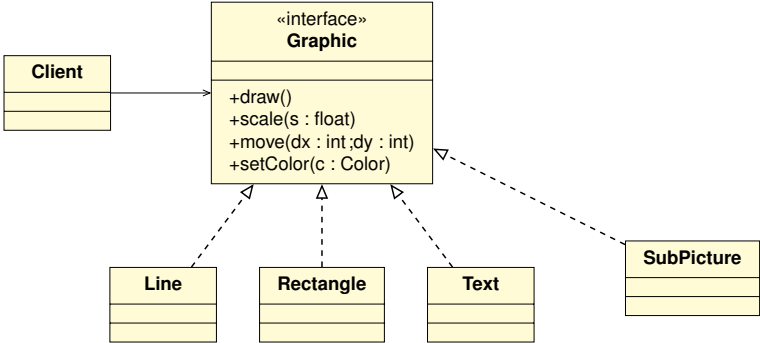 «interface»
Graphic
Client
+draw()
+scale(s : float)
+move(dx : int ;dy : int)
+setColor(c : Color)
SubPicture
Line
Rectangle
Text